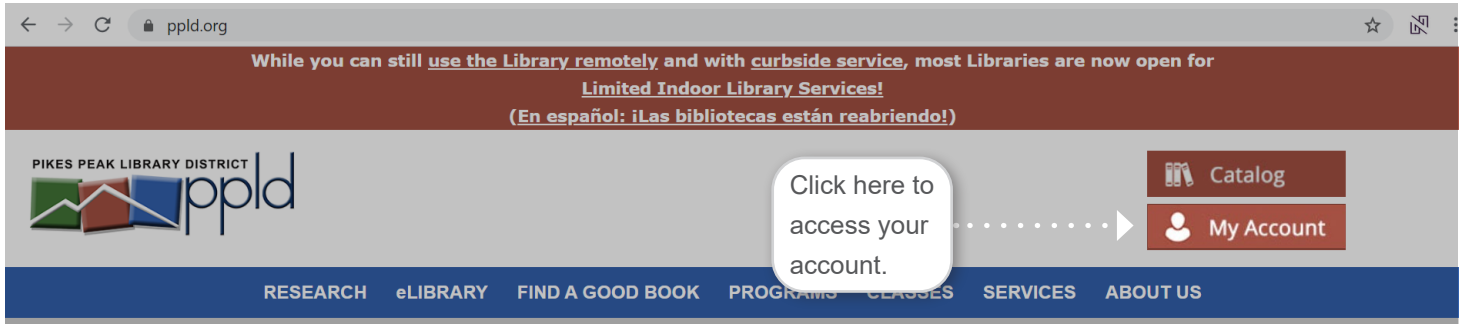 ppld.org
While you can still use the Library remotely and with curbside service, most Libraries are now open for
Limited Indoor Library Services!
(En español: ¡Las bibliotecas están reabriendo!)
PIKES PEAK LIBRARY DISTRICT
ppld
Catalog
Click here to
access your
account.
My Account
RESEARCH eLIBRARY FIND A GOOD BOOK PROGRAMS CLASSES SERVICES ABOUT US